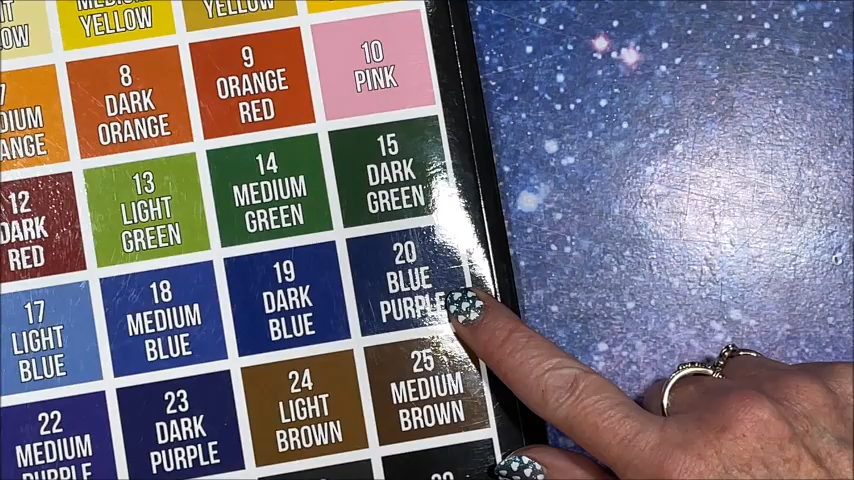 MEDIUM
YELLOW
YELLOW
8
DARK
ORANGE
9
ORANGE
RED
10
PINK
12
DARK
RED
13
LIGHT
GREEN
14
MEDIUM
GREEN
15
DARK
GREEN
17
LIGHT
BLUE
18
MEDIUM
BLUE
19
DARK
BLUE
20
BLUE
PURPLE
22
MEDIUM
PURPLE
23
DARK
PURPLE
24
LIGHT
BROWN
25
MEDIUM
BROWN